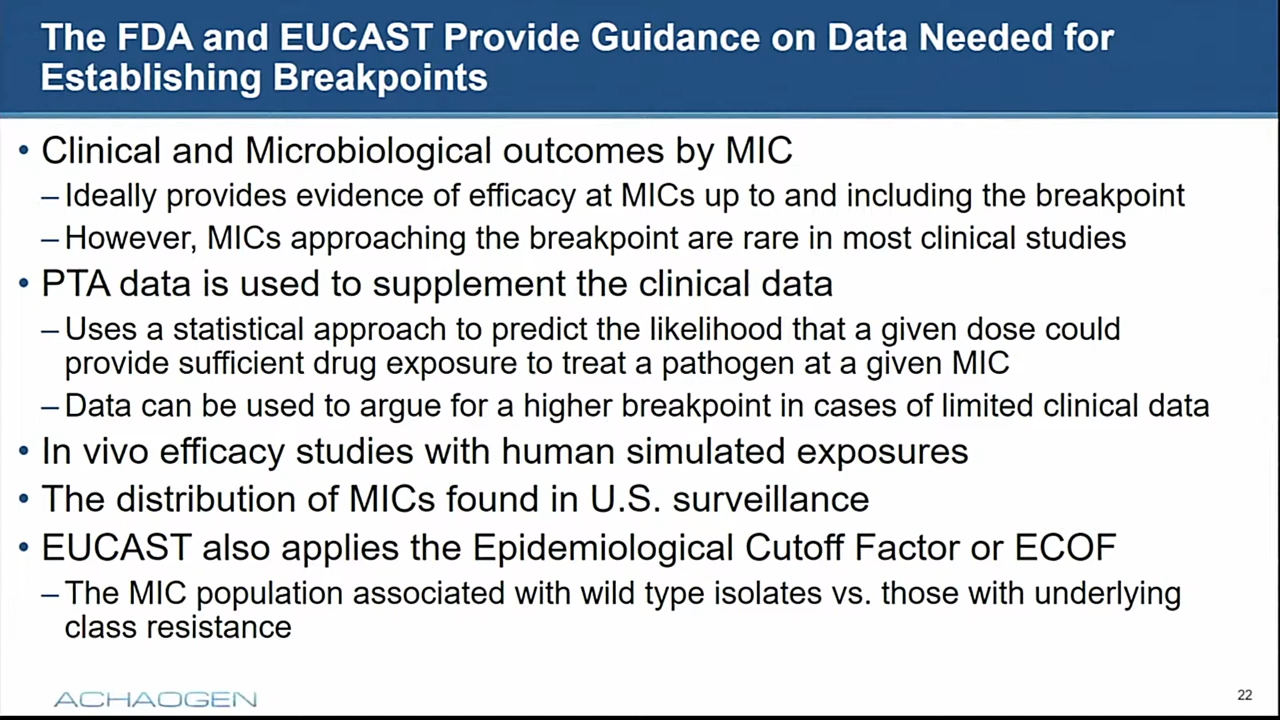 The FDA and EUCAST Provide Guidance on Data Needed for
Establishing Breakpoints
• Clinical and Microbiological outcomes by MIC
– Ideally provides evidence of efficacy at MICs up to and including the breakpoint
– However, MICs approaching the breakpoint are rare in most clinical studies
• PTA data is used to supplement the clinical data
– Uses a statistical approach to predict the likelihood that a given dose could
provide sufficient drug exposure to treat a pathogen at a given MIC
– Data can be used to argue for a higher breakpoint in cases of limited clinical data
• In vivo efficacy studies with human simulated exposures
• The distribution of MICs found in U.S. surveillance
• EUCAST also applies the Epidemiological Cutoff Factor or ECOF
– The MIC population associated with wild type isolates vs. those with underlying
class resistance
ACHAOGEN
22